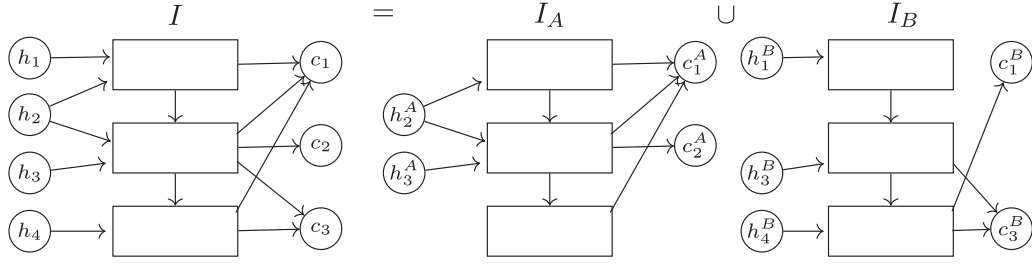 I = I_A ∪ I_B
h_1 c_1 c_1^A h_1^B c_1^B
h_2 h_2^A
c_2 c_2^A
h_3 h_3^A h_3^B
h_4 c_3 h_4^B c_3^B